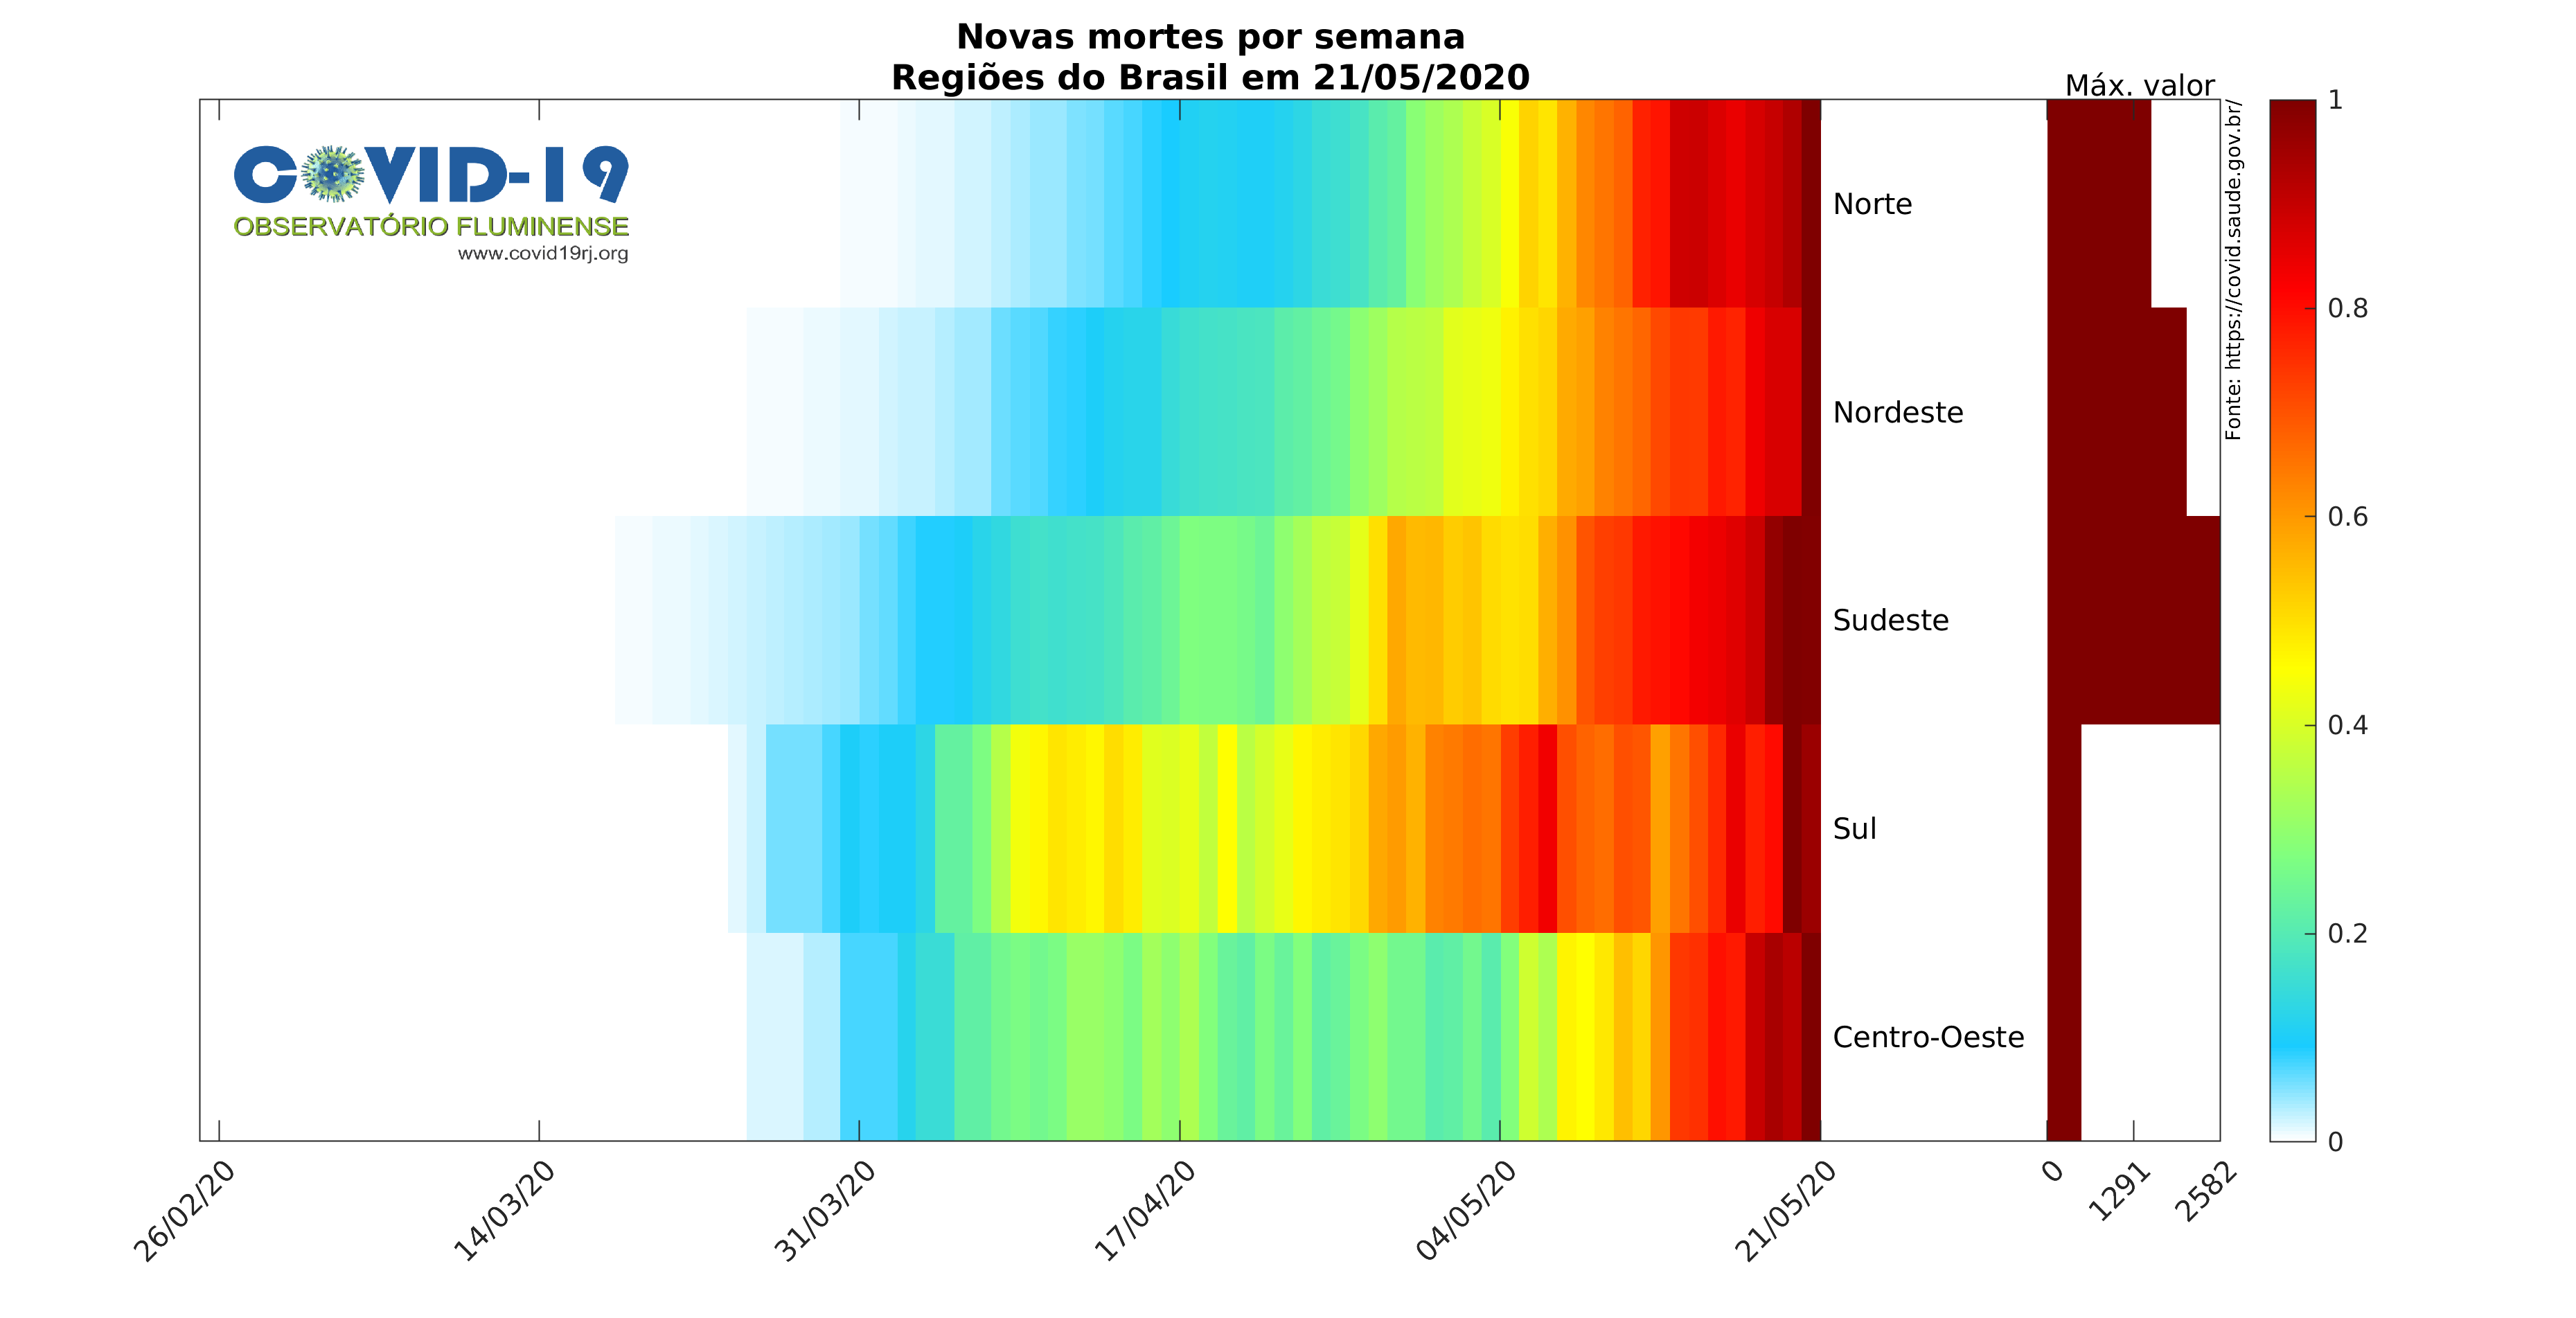 Novas mortes por semana
Regiões do Brasil em 21/05/2020
Máx. valor
COVID-19
OBSERVATÓRIO FLUMINENSE
www.covid19rj.org
Norte
Nordeste
Sudeste
Sul
Centro-Oeste
Fonte: https://covid.saude.gov.br/
1
0.8
0.6
0.4
0.2
0
26/02/20
14/03/20
31/03/20
17/04/20
04/05/20
21/05/20
0
1291
2582